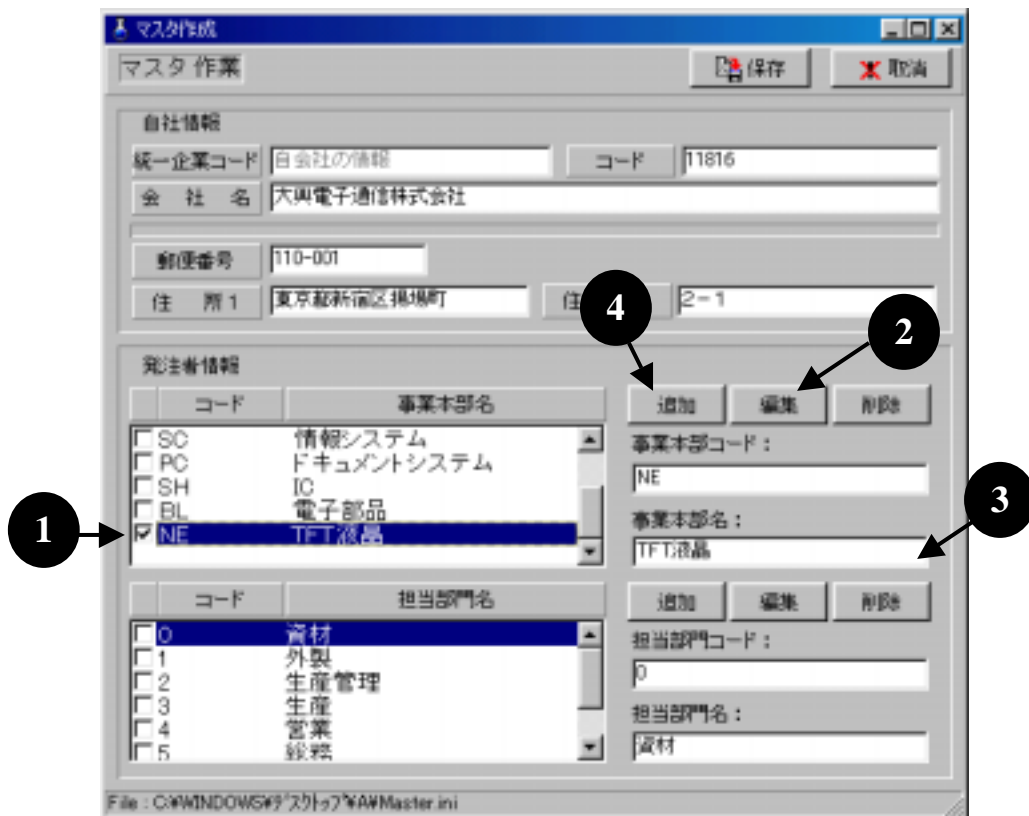 マスタ作成
マスタ作業 保存 取消
自社情報
統一企業コード 自会社の情報 コード 11816
会 社 名 大興電子通信株式会社
郵便番号 110-001
住 所1 東京都新宿区揚場町 住 2-1
4
2
発注者情報
コード 事業本部名 追加 編集 削除
SC 情報システム
PC ドキュメントシステム
SH IC
BL 電子部品
NE TFT液晶
事業本部コード:
NE
事業本部名:
TFT液晶
1
3
コード 担当部門名 追加 編集 削除
0 資材
1 外製
2 生産管理
3 生産
4 営業
5 総務
担当部門コード:
0
担当部門名:
資材
File : C:¥WINDOWS¥ﾃﾞｽｸﾄｯﾌﾟ¥A¥Master.ini